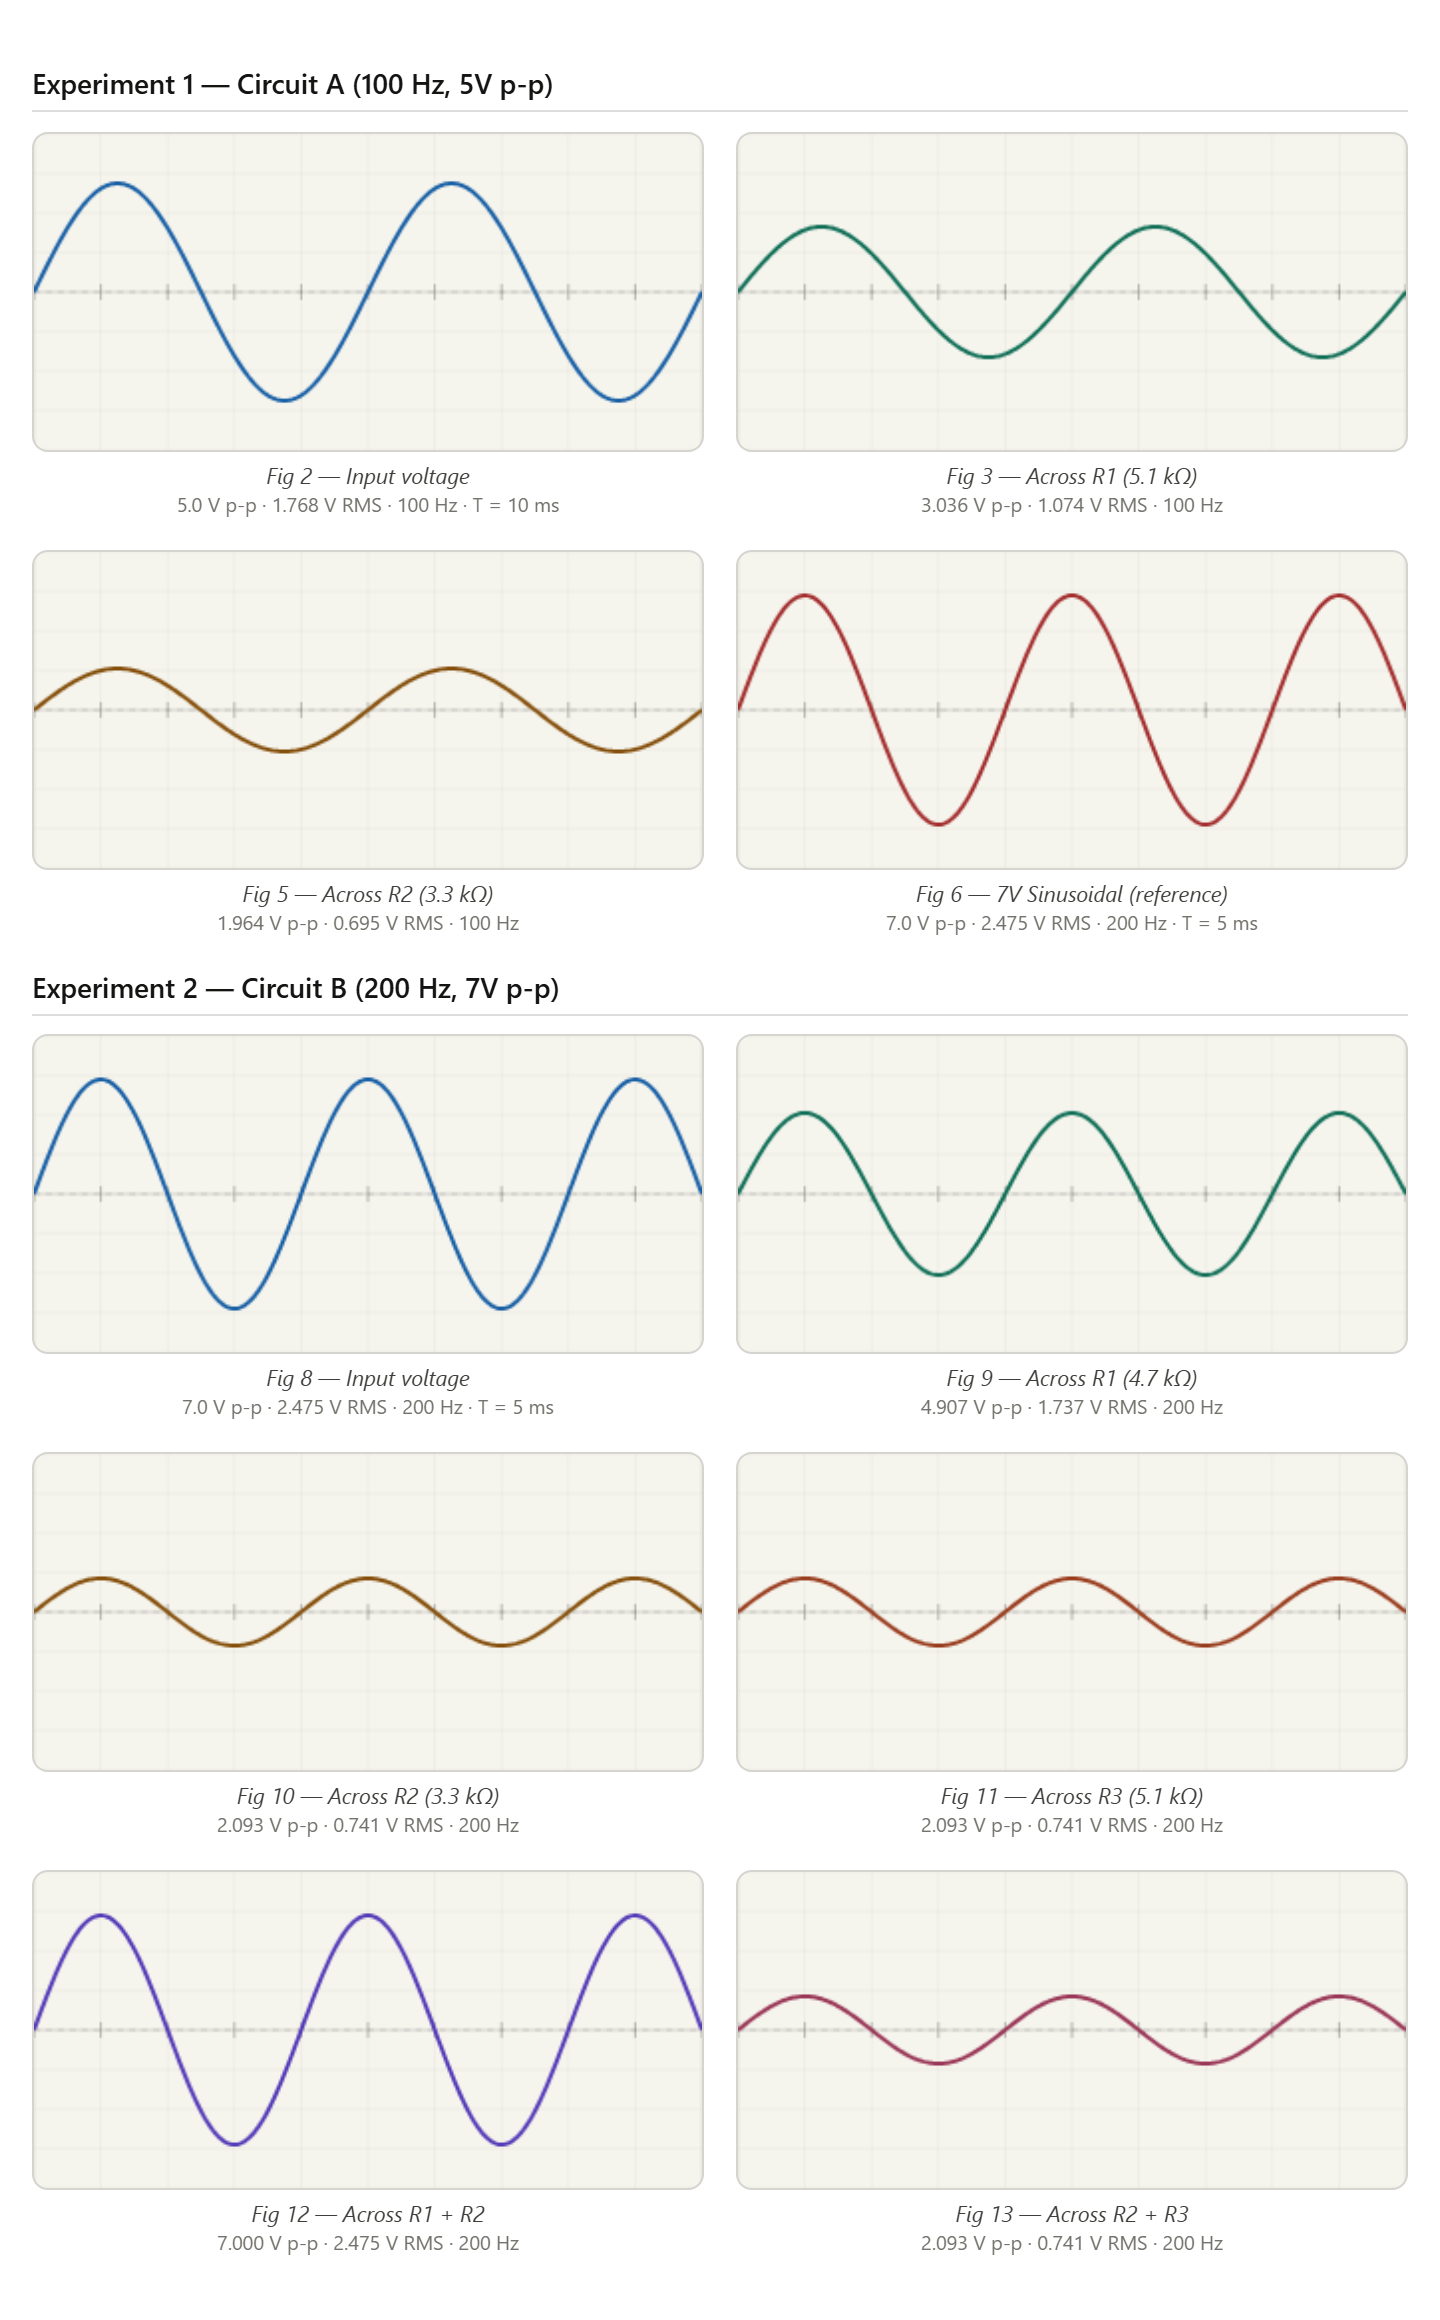 Experiment 1 — Circuit A (100 Hz, 5V p-p)
Fig 2 — Input voltage
5.0 V p-p · 1.768 V RMS · 100 Hz · T = 10 ms
Fig 3 — Across R1 (5.1 kΩ)
3.036 V p-p · 1.074 V RMS · 100 Hz
Fig 5 — Across R2 (3.3 kΩ)
1.964 V p-p · 0.695 V RMS · 100 Hz
Fig 6 — 7V Sinusoidal (reference)
7.0 V p-p · 2.475 V RMS · 200 Hz · T = 5 ms
Experiment 2 — Circuit B (200 Hz, 7V p-p)
Fig 8 — Input voltage
7.0 V p-p · 2.475 V RMS · 200 Hz · T = 5 ms
Fig 9 — Across R1 (4.7 kΩ)
4.907 V p-p · 1.737 V RMS · 200 Hz
Fig 10 — Across R2 (3.3 kΩ)
2.093 V p-p · 0.741 V RMS · 200 Hz
Fig 11 — Across R3 (5.1 kΩ)
2.093 V p-p · 0.741 V RMS · 200 Hz
Fig 12 — Across R1 + R2
7.000 V p-p · 2.475 V RMS · 200 Hz
Fig 13 — Across R2 + R3
2.093 V p-p · 0.741 V RMS · 200 Hz